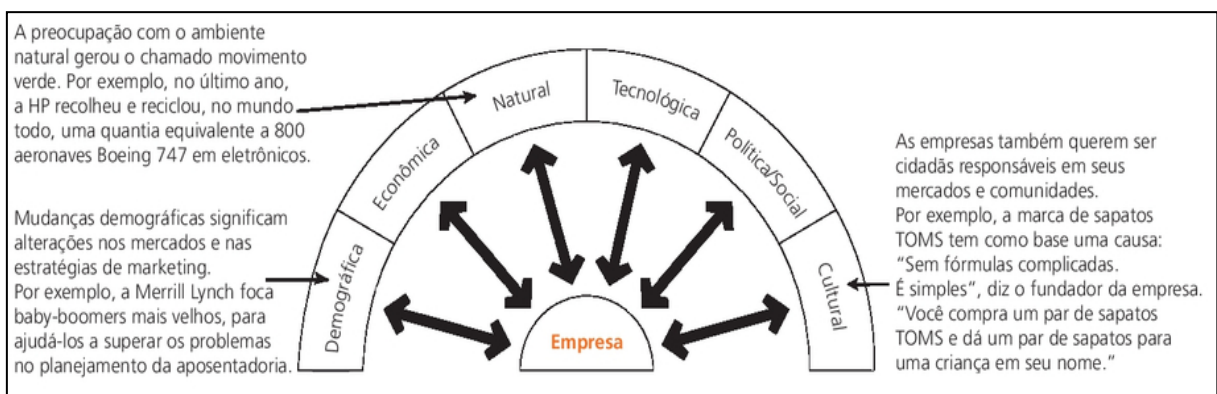 A preocupação com o ambiente
natural gerou o chamado movimento
verde. Por exemplo, no último ano,
a HP recolheu e reciclou, no mundo
todo, uma quantia equivalente a 800
aeronaves Boeing 747 em eletrônicos.
Mudanças demográficas significam
alterações nos mercados e nas
estratégias de marketing.
Por exemplo, a Merrill Lynch foca
baby-boomers mais velhos, para
ajudá-los a superar os problemas
no planejamento da aposentadoria.
Demográfica
Econômica
Natural
Tecnológica
Política/Social
Cultural
Empresa
As empresas também querem ser
cidadãs responsáveis em seus
mercados e comunidades.
Por exemplo, a marca de sapatos
TOMS tem como base uma causa:
“Sem fórmulas complicadas.
É simples”, diz o fundador da empresa.
“Você compra um par de sapatos
TOMS e dá um par de sapatos para
uma criança em seu nome.”